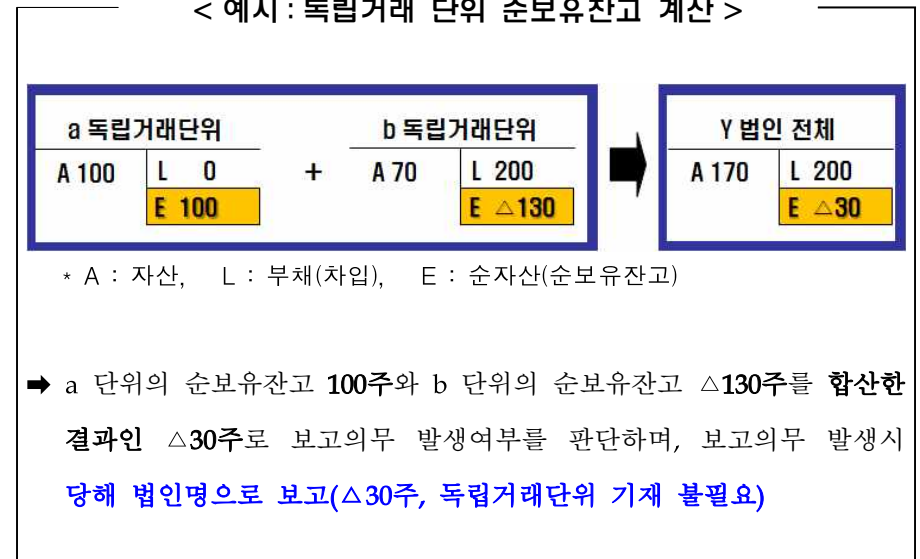 < 예시 : 독립거래 단위 순보유잔고 계산 >
a 독립거래단위 b 독립거래단위 Y 법인 전체
A 100 L 0 + A 70 L 200 A 170 L 200
E 100 E △130 E △30
* A : 자산, L : 부채(차입), E : 순자산(순보유잔고)
➡ a 단위의 순보유잔고 100주와 b 단위의 순보유잔고 △130주를 합산한
결과인 △30주로 보고의무 발생여부를 판단하며, 보고의무 발생시
당해 법인명으로 보고(△30주, 독립거래단위 기재 불필요)